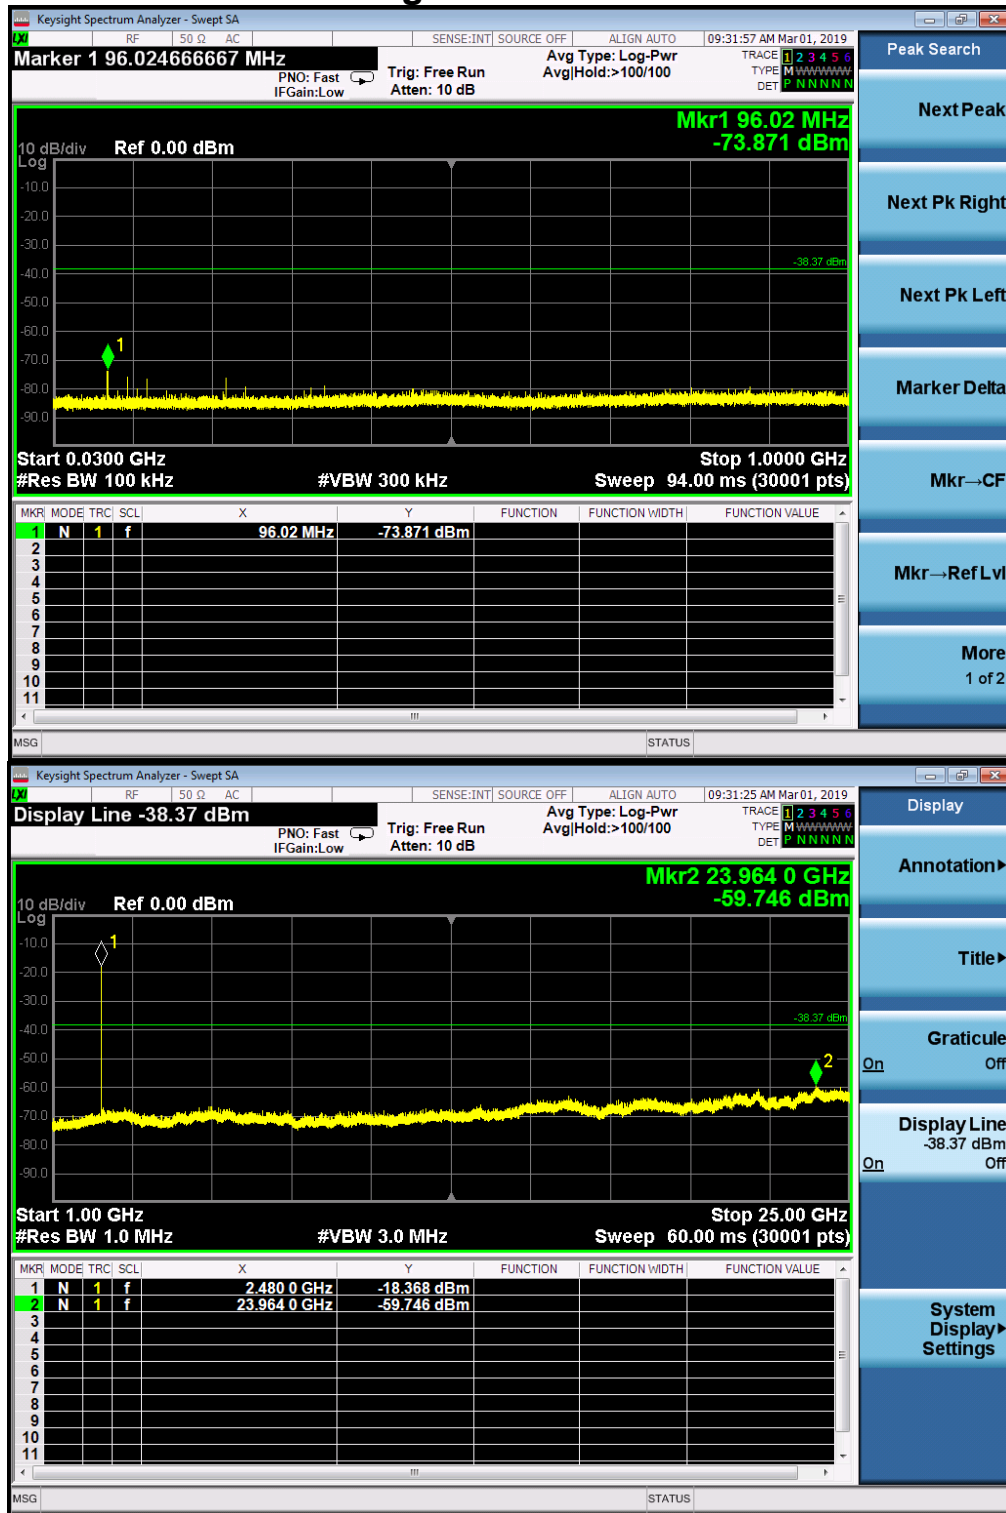 Keysight Spectrum Analyzer - Swept SA
LXI RF 50 Ω AC SENSE:INT SOURCE OFF ALIGN AUTO 09:31:57 AM Mar 01, 2019
Marker 1 96.024666667 MHz
PNO: Fast
IFGain:Low
Trig: Free Run
Atten: 10 dB
Avg Type: Log-Pwr
Avg|Hold:>100/100
TRACE 1 2 3 4 5 6
TYPE M W W W W W
DET P N N N N N
Mkr1 96.02 MHz
-73.871 dBm
10 dB/div Ref 0.00 dBm
Log
-10.0
-20.0
-30.0
-38.37 dBm
-40.0
-50.0
-60.0
1
-70.0
-80.0
-90.0
Start 0.0300 GHz Stop 1.0000 GHz
#Res BW 100 kHz #VBW 300 kHz Sweep 94.00 ms (30001 pts)
MKR MODE TRC SCL X Y FUNCTION FUNCTION WIDTH FUNCTION VALUE
1 N 1 f 96.02 MHz -73.871 dBm
2
3
4
5
6
7
8
9
10
11
MSG STATUS
Peak Search
Next Peak
Next Pk Right
Next Pk Left
Marker Delta
Mkr→CF
Mkr→Ref Lvl
More
1 of 2
Keysight Spectrum Analyzer - Swept SA
LXI RF 50 Ω AC SENSE:INT SOURCE OFF ALIGN AUTO 09:31:25 AM Mar 01, 2019
Display Line -38.37 dBm
PNO: Fast
IFGain:Low
Trig: Free Run
Atten: 10 dB
Avg Type: Log-Pwr
Avg|Hold:>100/100
TRACE 1 2 3 4 5 6
TYPE M W W W W W
DET P N N N N N
Mkr2 23.964 0 GHz
-59.746 dBm
10 dB/div Ref 0.00 dBm
Log
-10.0
1
-20.0
-30.0
-38.37 dBm
-40.0
-50.0
2
-60.0
-70.0
-80.0
-90.0
Start 1.00 GHz Stop 25.00 GHz
#Res BW 1.0 MHz #VBW 3.0 MHz Sweep 60.00 ms (30001 pts)
MKR MODE TRC SCL X Y FUNCTION FUNCTION WIDTH FUNCTION VALUE
1 N 1 f 2.480 0 GHz -18.368 dBm
2 N 1 f 23.964 0 GHz -59.746 dBm
3
4
5
6
7
8
9
10
11
MSG STATUS
Display
Annotation
Title
Graticule
On Off
Display Line
-38.37 dBm
On Off
System
Display
Settings